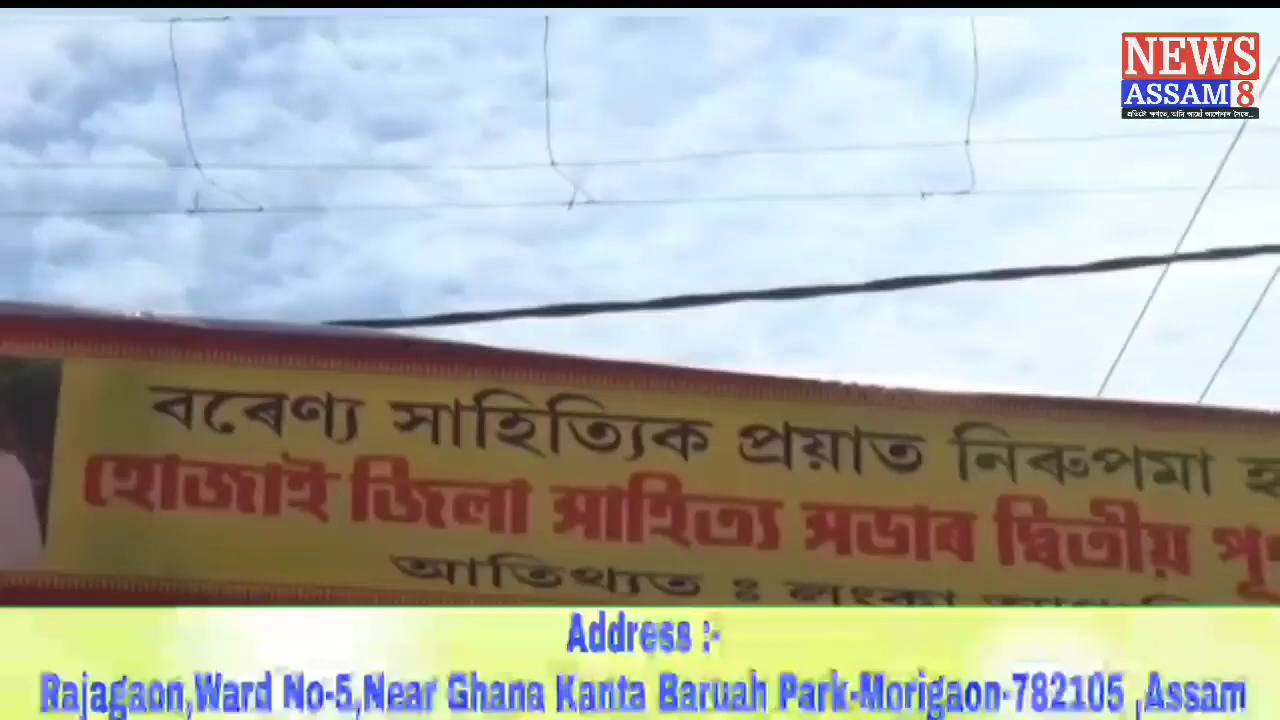 NEWS
ASSAM 8
বৰেণ্য সাহিত্যিক প্ৰয়াত নিৰুপমা
হোজাই জিলা সাহিত্য সভাৰ দ্বিতীয়
আতিথ্যত : লংকা
Address :-
Rajagaon,Ward No-5,Near Ghana Kanta Baruah Park-Morigaon-782105 ,Assam